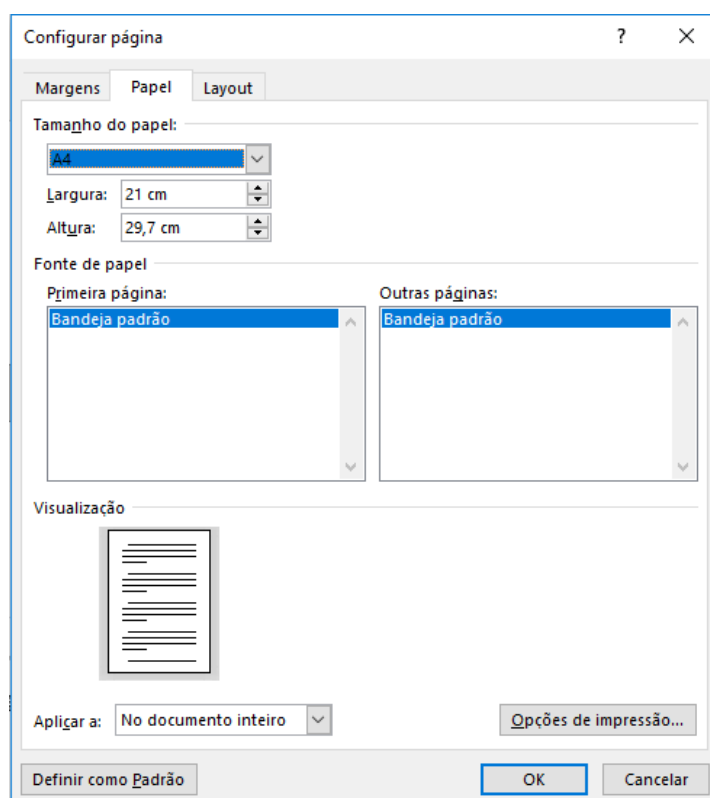 Configurar página ? ×
Margens Papel Layout
Tamanho do papel:
A4
Largura: 21 cm
Altura: 29,7 cm
Fonte de papel
Primeira página: Outras páginas:
Bandeja padrão Bandeja padrão
Visualização
Aplicar a: No documento inteiro Opções de impressão...
Definir como Padrão OK Cancelar